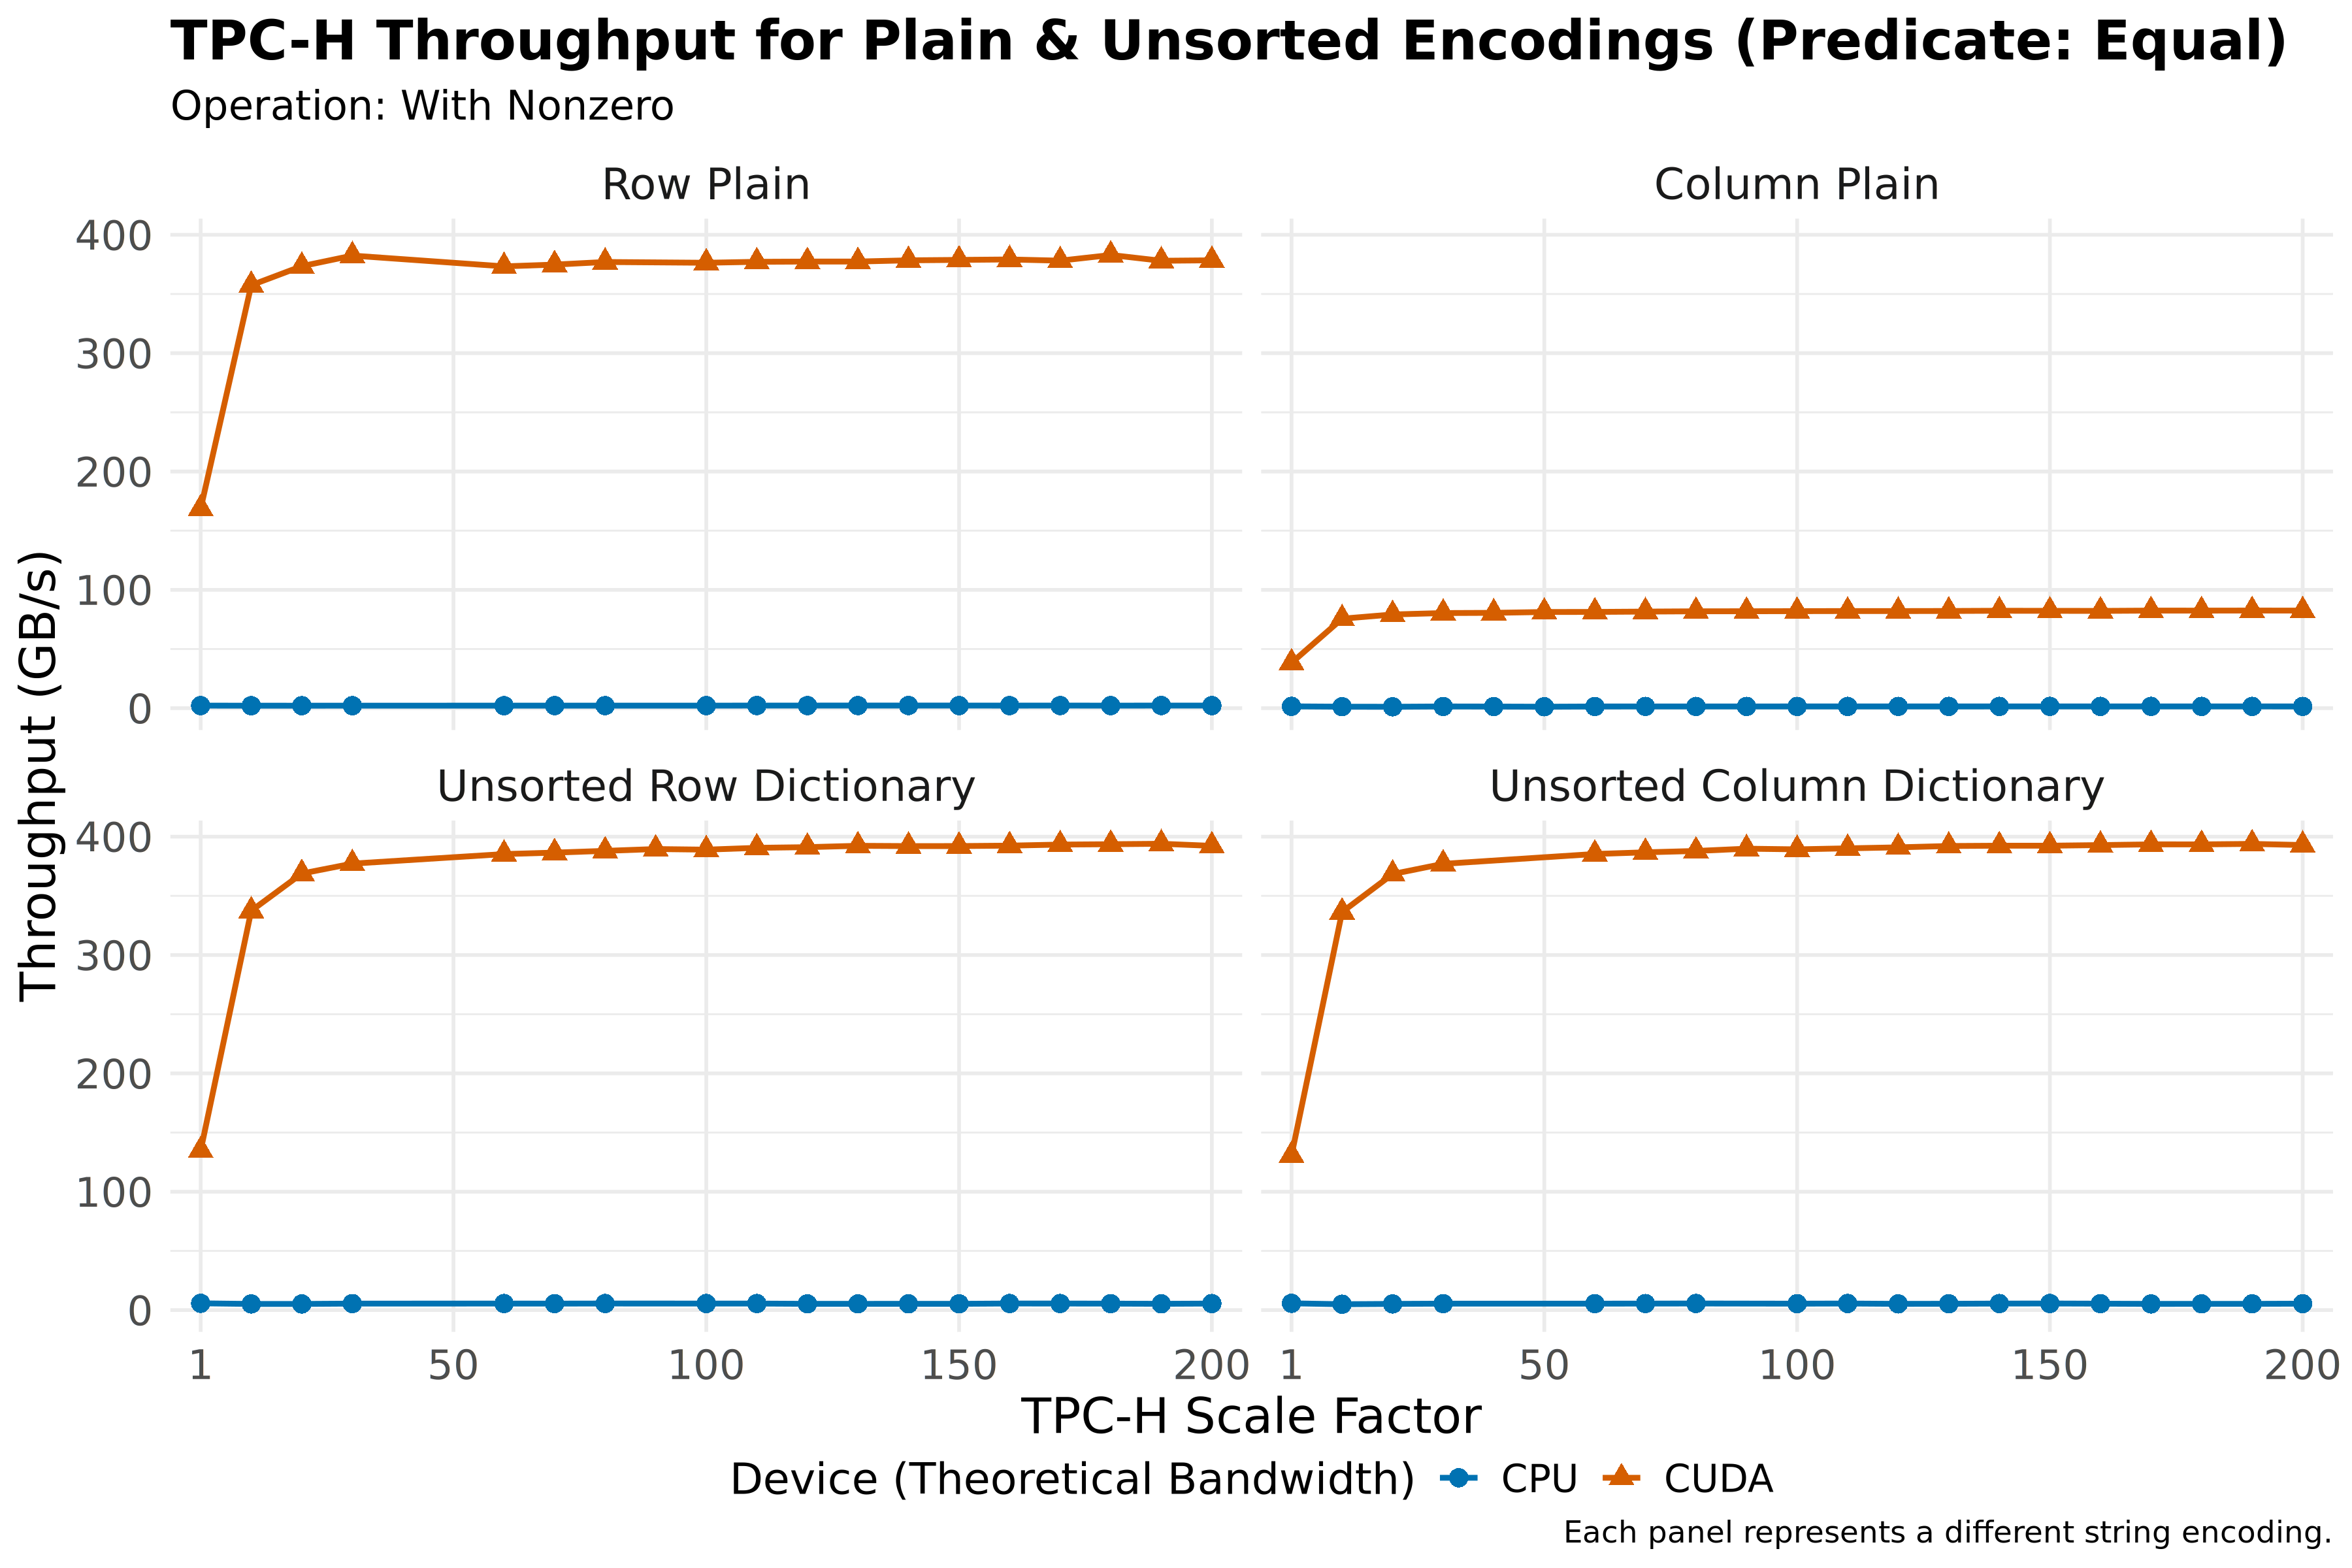 TPC-H Throughput for Plain & Unsorted Encodings (Predicate: Equal)
Operation: With Nonzero
Row Plain
Column Plain
400
300
200
100
0
Throughput (GB/s)
Unsorted Row Dictionary
Unsorted Column Dictionary
400
300
200
100
0
1 50 100 150 200
1 50 100 150 200
TPC-H Scale Factor
Device (Theoretical Bandwidth) CPU CUDA
Each panel represents a different string encoding.